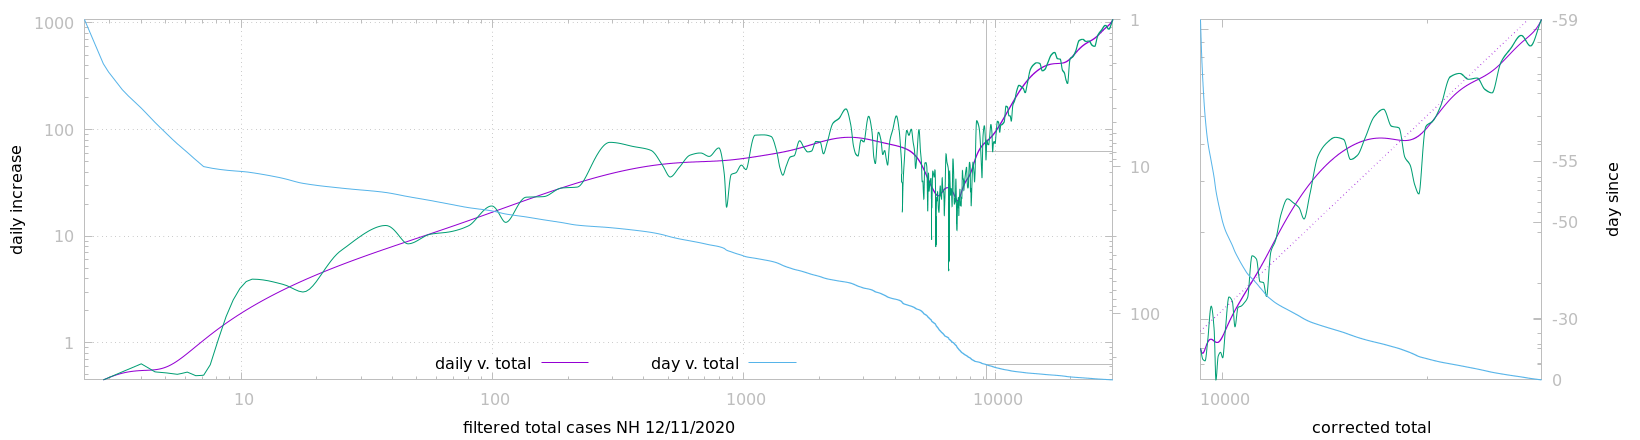 1000
100
10
1
daily increase
10
100
1000
10000
filtered total cases NH 12/11/2020
daily v. total
day v. total
1
10
100
10000
corrected total
-59
-55
-50
-30
0
day since